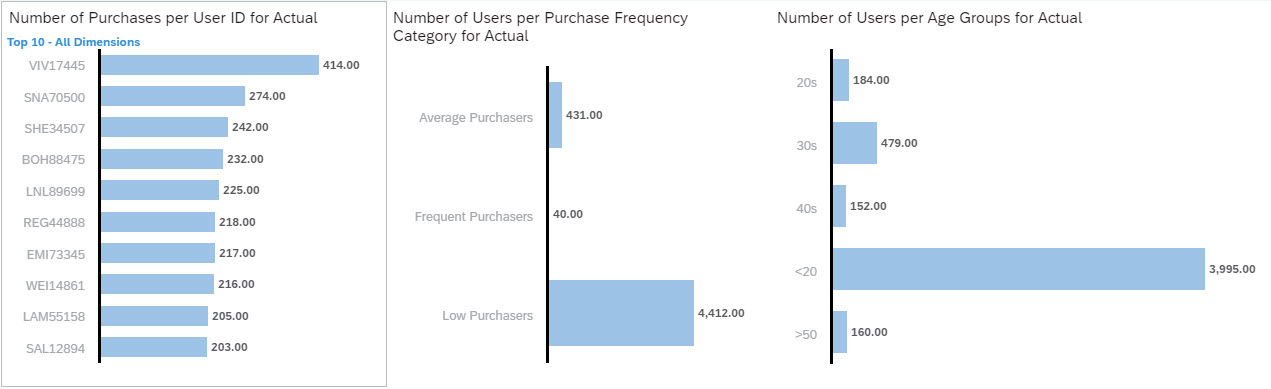 Number of Purchases per User ID for Actual
Top 10 - All Dimensions
VIV17445 414.00
SNA70500 274.00
SHE34507 242.00
BOH88475 232.00
LNL89699 225.00
REG44888 218.00
EMI73345 217.00
WEI14861 216.00
LAM55158 205.00
SAL12894 203.00
Number of Users per Purchase Frequency
Category for Actual
Average Purchasers 431.00
Frequent Purchasers 40.00
Low Purchasers 4,412.00
Number of Users per Age Groups for Actual
20s 184.00
30s 479.00
40s 152.00
<20 3,995.00
>50 160.00